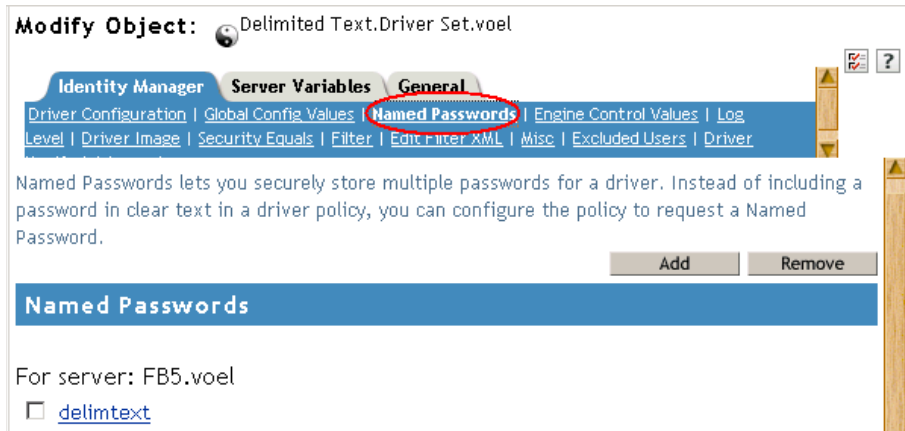 Modify Object: Delimited Text.Driver Set.voel
?
Identity Manager Server Variables General
Driver Configuration | Global Config Values | Named Passwords | Engine Control Values | Log
Level | Driver Image | Security Equals | Filter | Edit Filter XML | Misc | Excluded Users | Driver
Named Passwords lets you securely store multiple passwords for a driver. Instead of including a
password in clear text in a driver policy, you can configure the policy to request a Named
Password.
Add Remove
Named Passwords
For server: FB5.voel
delimtext